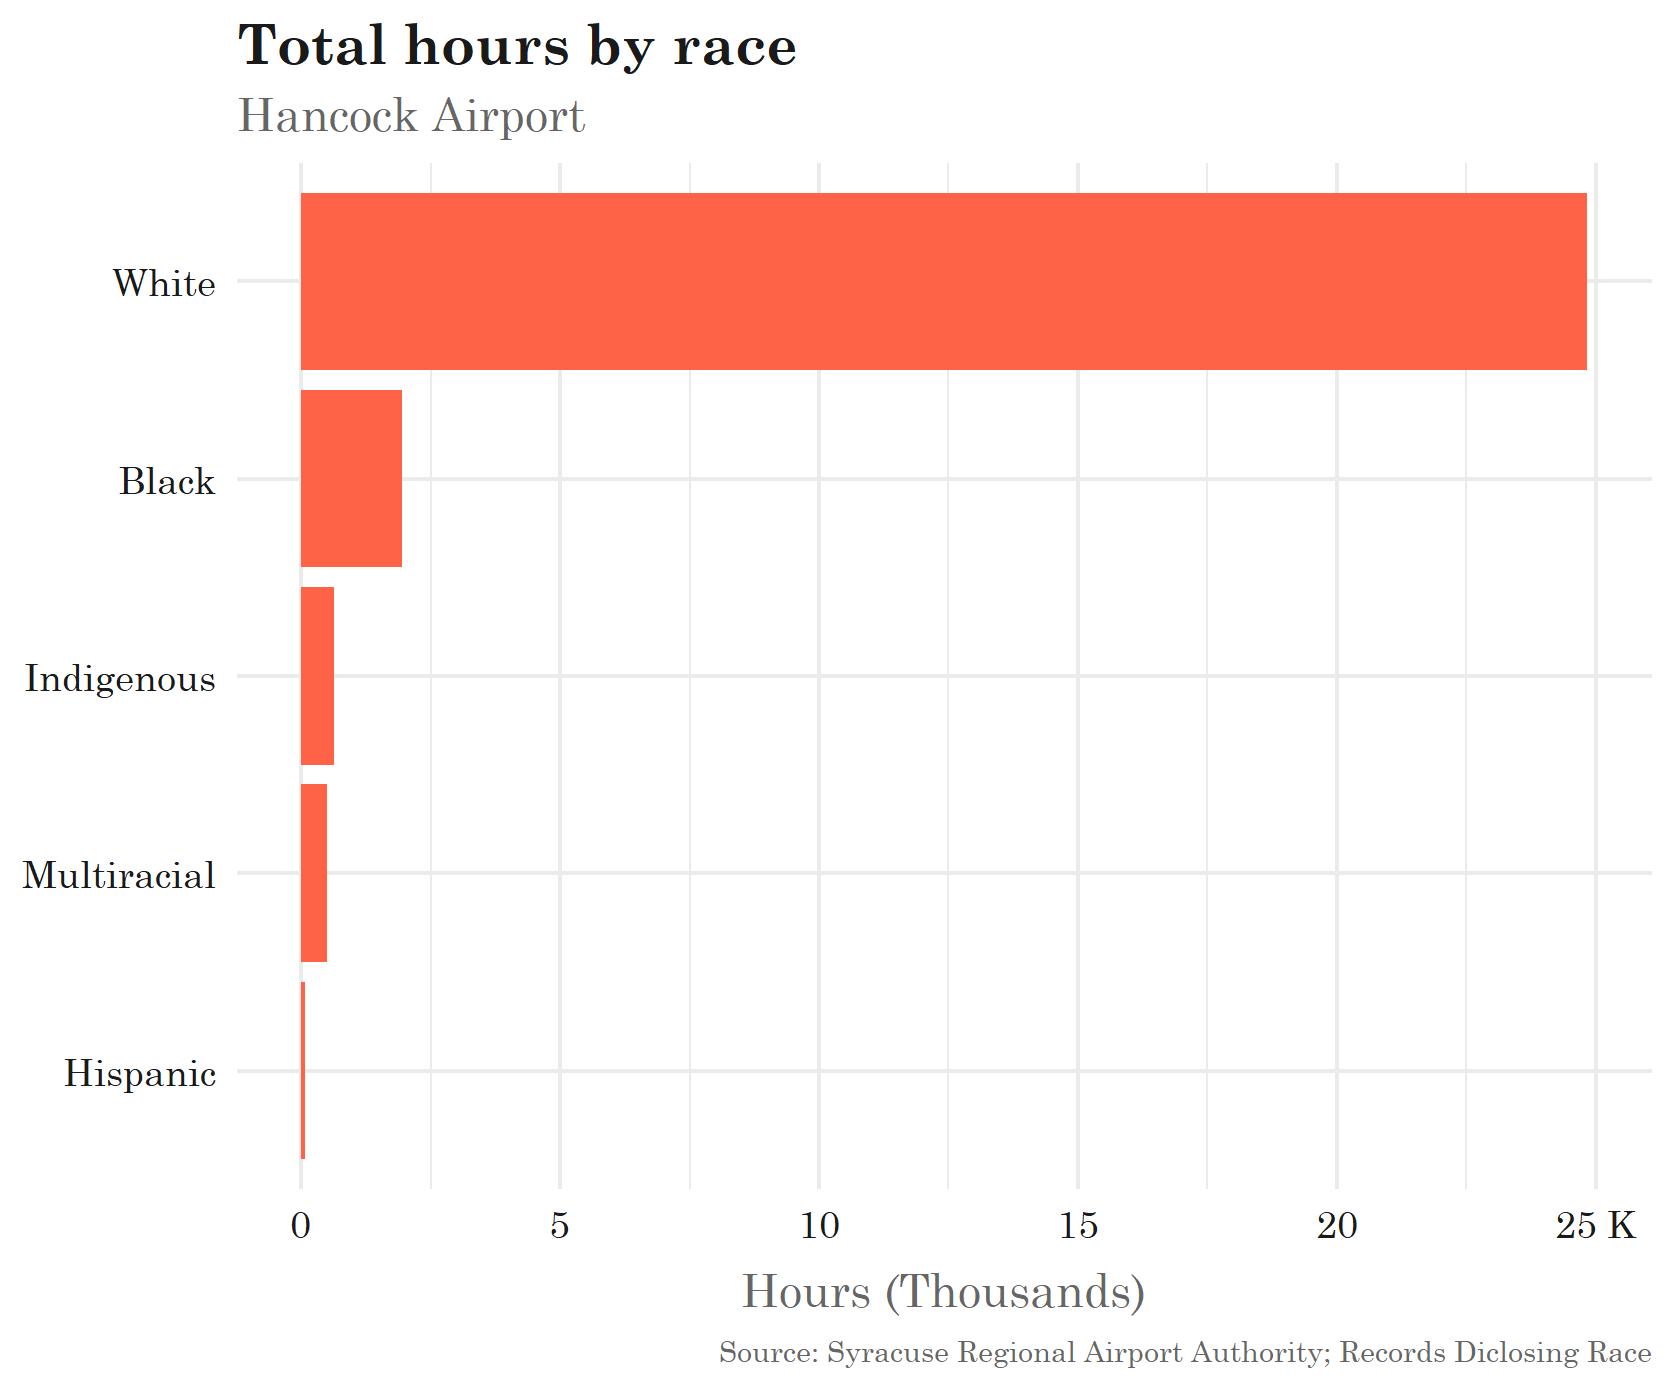 Total hours by race
Hancock Airport
White
Black
Indigenous
Multiracial
Hispanic
0 5 10 15 20 25 K
Hours (Thousands)
Source: Syracuse Regional Airport Authority; Records Diclosing Race